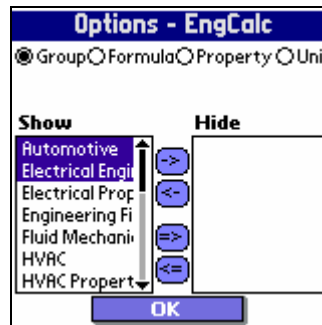 Options - EngCalc
Group Formula Property Uni
Show Hide
Automotive
Electrical Engi
Electrical Prop
Engineering Fi
Fluid Mechani
HVAC
HVAC Propert
->
<-
=>
<=
OK